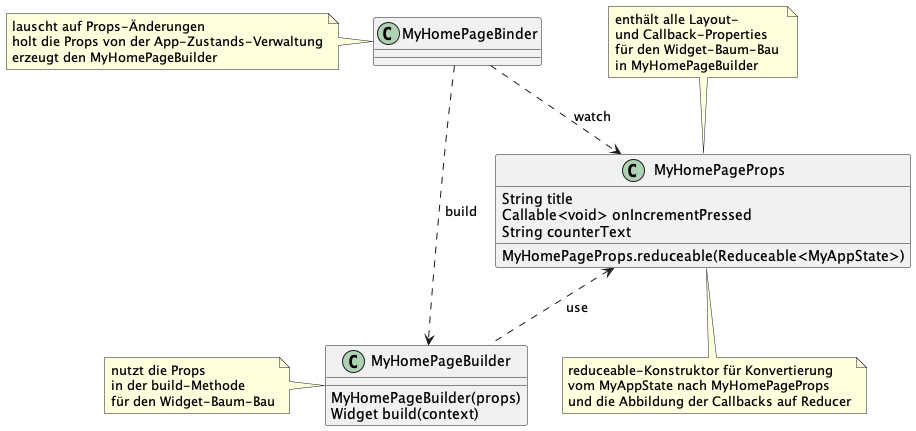 lauscht auf Props-Änderungen
holt die Props von der App-Zustands-Verwaltung
erzeugt den MyHomePageBuilder
C MyHomePageBinder
enthält alle Layout-
und Callback-Properties
für den Widget-Baum-Bau
in MyHomePageBuilder
watch
C MyHomePageProps
String title
Callable<void> onIncrementPressed
String counterText
MyHomePageProps.reduceable(Reduceable<MyAppState>)
build
use
C MyHomePageBuilder
MyHomePageBuilder(props)
Widget build(context)
nutzt die Props
in der build-Methode
für den Widget-Baum-Bau
reduceable-Konstruktor für Konvertierung
vom MyAppState nach MyHomePageProps
und die Abbildung der Callbacks auf Reducer